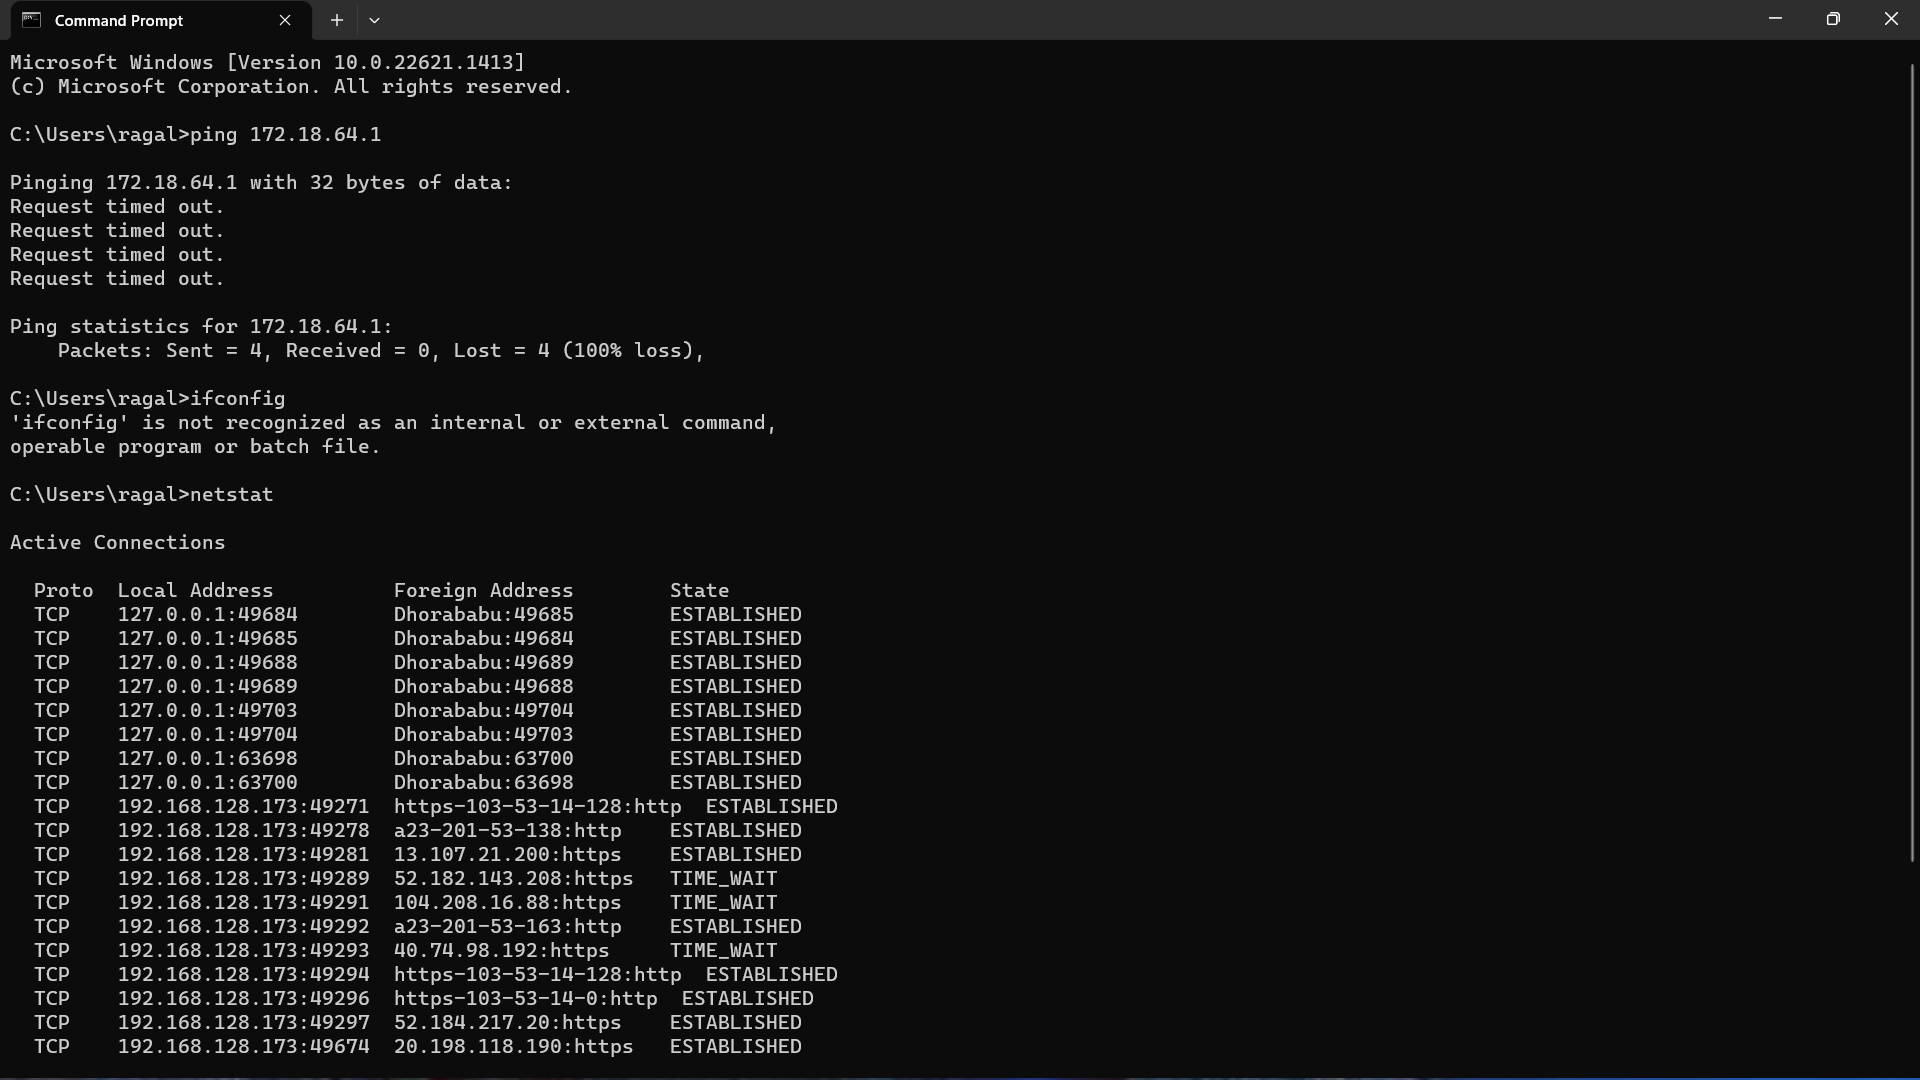 Command Prompt
Microsoft Windows [Version 10.0.22621.1413]
(c) Microsoft Corporation. All rights reserved.
C:\Users\ragal>ping 172.18.64.1
Pinging 172.18.64.1 with 32 bytes of data:
Request timed out.
Request timed out.
Request timed out.
Request timed out.
Ping statistics for 172.18.64.1:
    Packets: Sent = 4, Received = 0, Lost = 4 (100% loss),
C:\Users\ragal>ifconfig
'ifconfig' is not recognized as an internal or external command,
operable program or batch file.
C:\Users\ragal>netstat
Active Connections
  Proto  Local Address          Foreign Address        State
  TCP    127.0.0.1:49684        Dhorababu:49685        ESTABLISHED
  TCP    127.0.0.1:49685        Dhorababu:49684        ESTABLISHED
  TCP    127.0.0.1:49688        Dhorababu:49689        ESTABLISHED
  TCP    127.0.0.1:49689        Dhorababu:49688        ESTABLISHED
  TCP    127.0.0.1:49703        Dhorababu:49704        ESTABLISHED
  TCP    127.0.0.1:49704        Dhorababu:49703        ESTABLISHED
  TCP    127.0.0.1:63698        Dhorababu:63700        ESTABLISHED
  TCP    127.0.0.1:63700        Dhorababu:63698        ESTABLISHED
  TCP    192.168.128.173:49271  https-103-53-14-128:http  ESTABLISHED
  TCP    192.168.128.173:49278  a23-201-53-138:http    ESTABLISHED
  TCP    192.168.128.173:49281  13.107.21.200:https    ESTABLISHED
  TCP    192.168.128.173:49289  52.182.143.208:https   TIME_WAIT
  TCP    192.168.128.173:49291  104.208.16.88:https    TIME_WAIT
  TCP    192.168.128.173:49292  a23-201-53-163:http    ESTABLISHED
  TCP    192.168.128.173:49293  40.74.98.192:https     TIME_WAIT
  TCP    192.168.128.173:49294  https-103-53-14-128:http  ESTABLISHED
  TCP    192.168.128.173:49296  https-103-53-14-0:http  ESTABLISHED
  TCP    192.168.128.173:49297  52.184.217.20:https    ESTABLISHED
  TCP    192.168.128.173:49674  20.198.118.190:https   ESTABLISHED